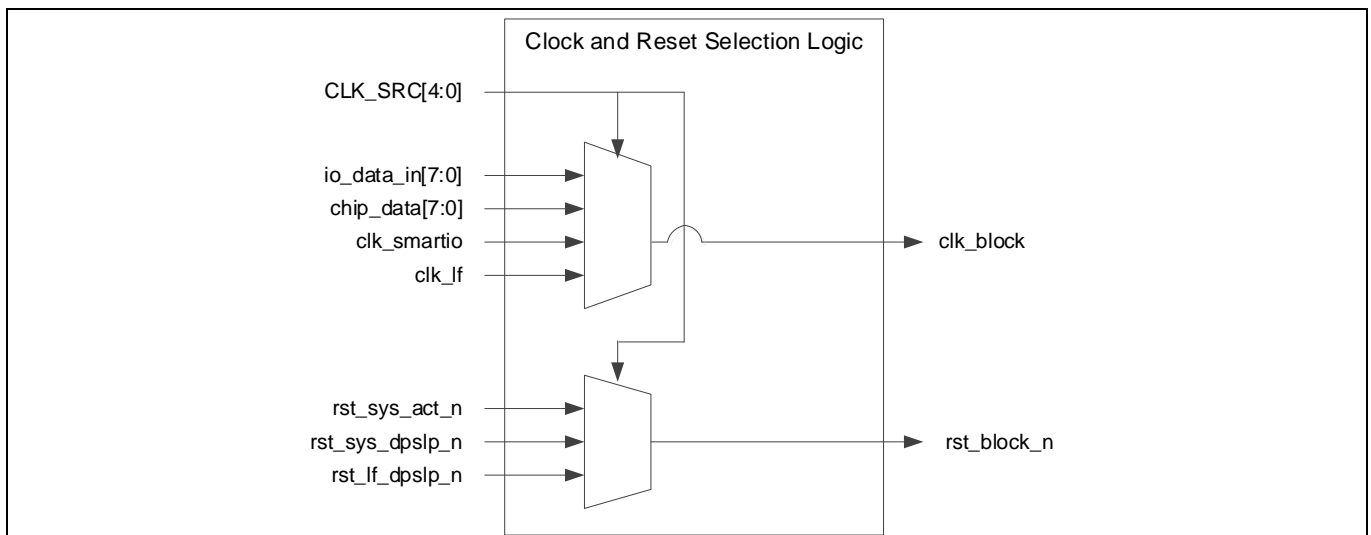 Clock and Reset Selection Logic
CLK_SRC[4:0]
io_data_in[7:0]
chip_data[7:0]
clk_smartio
clk_block
clk_lf
rst_sys_act_n
rst_sys_dpslp_n
rst_block_n
rst_lf_dpslp_n